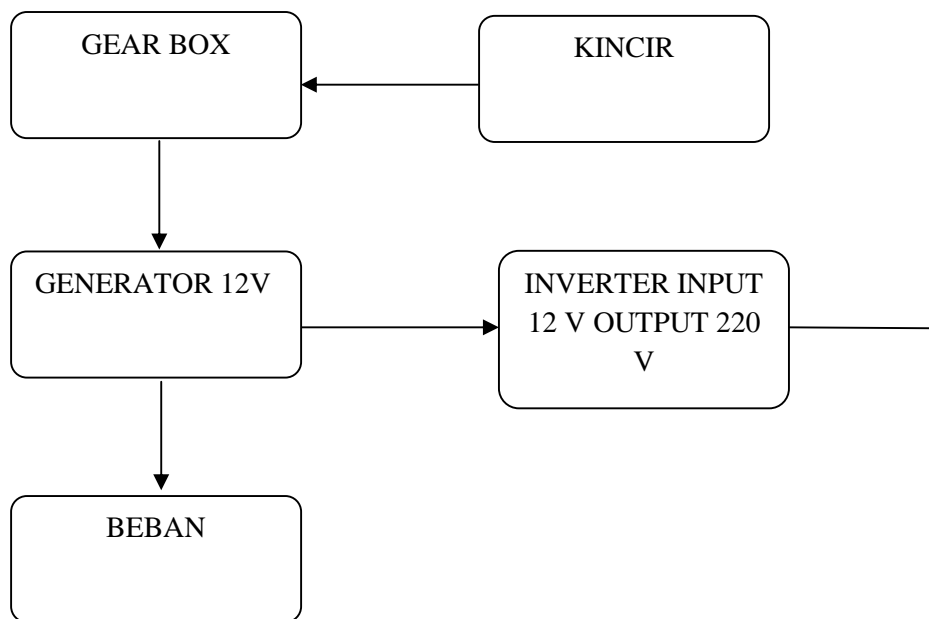 GEAR BOX
KINCIR
GENERATOR 12V
INVERTER INPUT
12 V OUTPUT 220
V
BEBAN